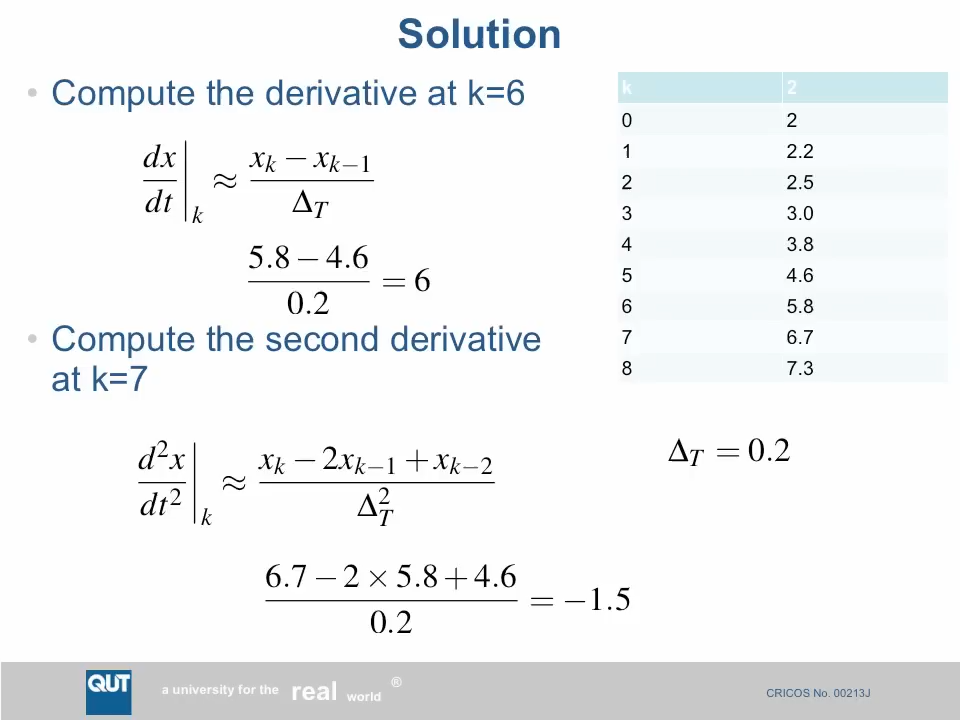 Solution
• Compute the derivative at k=6
dx/dt|_k ≈ (x_k − x_{k−1})/Δ_T
(5.8 − 4.6)/0.2 = 6
• Compute the second derivative
at k=7
d²x/dt²|_k ≈ (x_k − 2x_{k−1} + x_{k−2})/Δ_T²
(6.7 − 2 × 5.8 + 4.6)/0.2 = −1.5
k 2
0 2
1 2.2
2 2.5
3 3.0
4 3.8
5 4.6
6 5.8
7 6.7
8 7.3
Δ_T = 0.2
QUT
a university for the real world ®
CRICOS No. 00213J